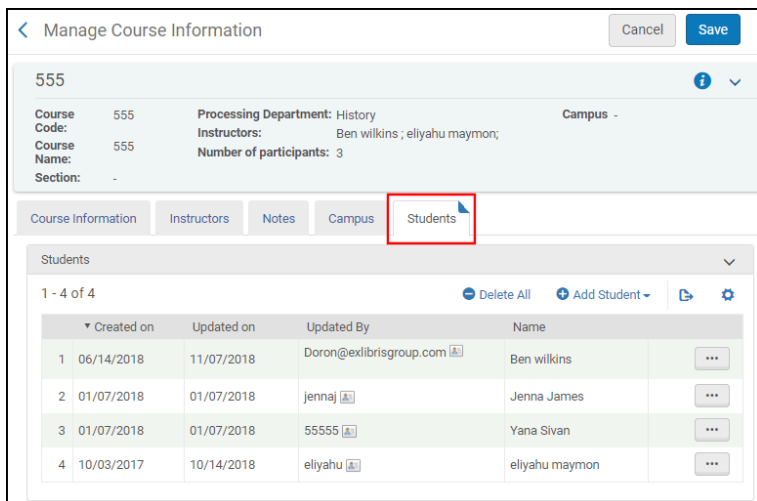 Manage Course Information Cancel Save
555
Course Code: 555 Processing Department: History Campus -
Instructors: Ben wilkins ; eliyahu maymon;
Course Name: 555 Number of participants: 3
Section: -
Course Information Instructors Notes Campus Students
Students
1 - 4 of 4 Delete All Add Student
Created on Updated on Updated By Name
1 06/14/2018 11/07/2018 Doron@exlibrisgroup.com Ben wilkins ...
2 01/07/2018 01/07/2018 jennaj Jenna James ...
3 01/07/2018 01/07/2018 55555 Yana Sivan ...
4 10/03/2017 10/14/2018 eliyahu eliyahu maymon ...